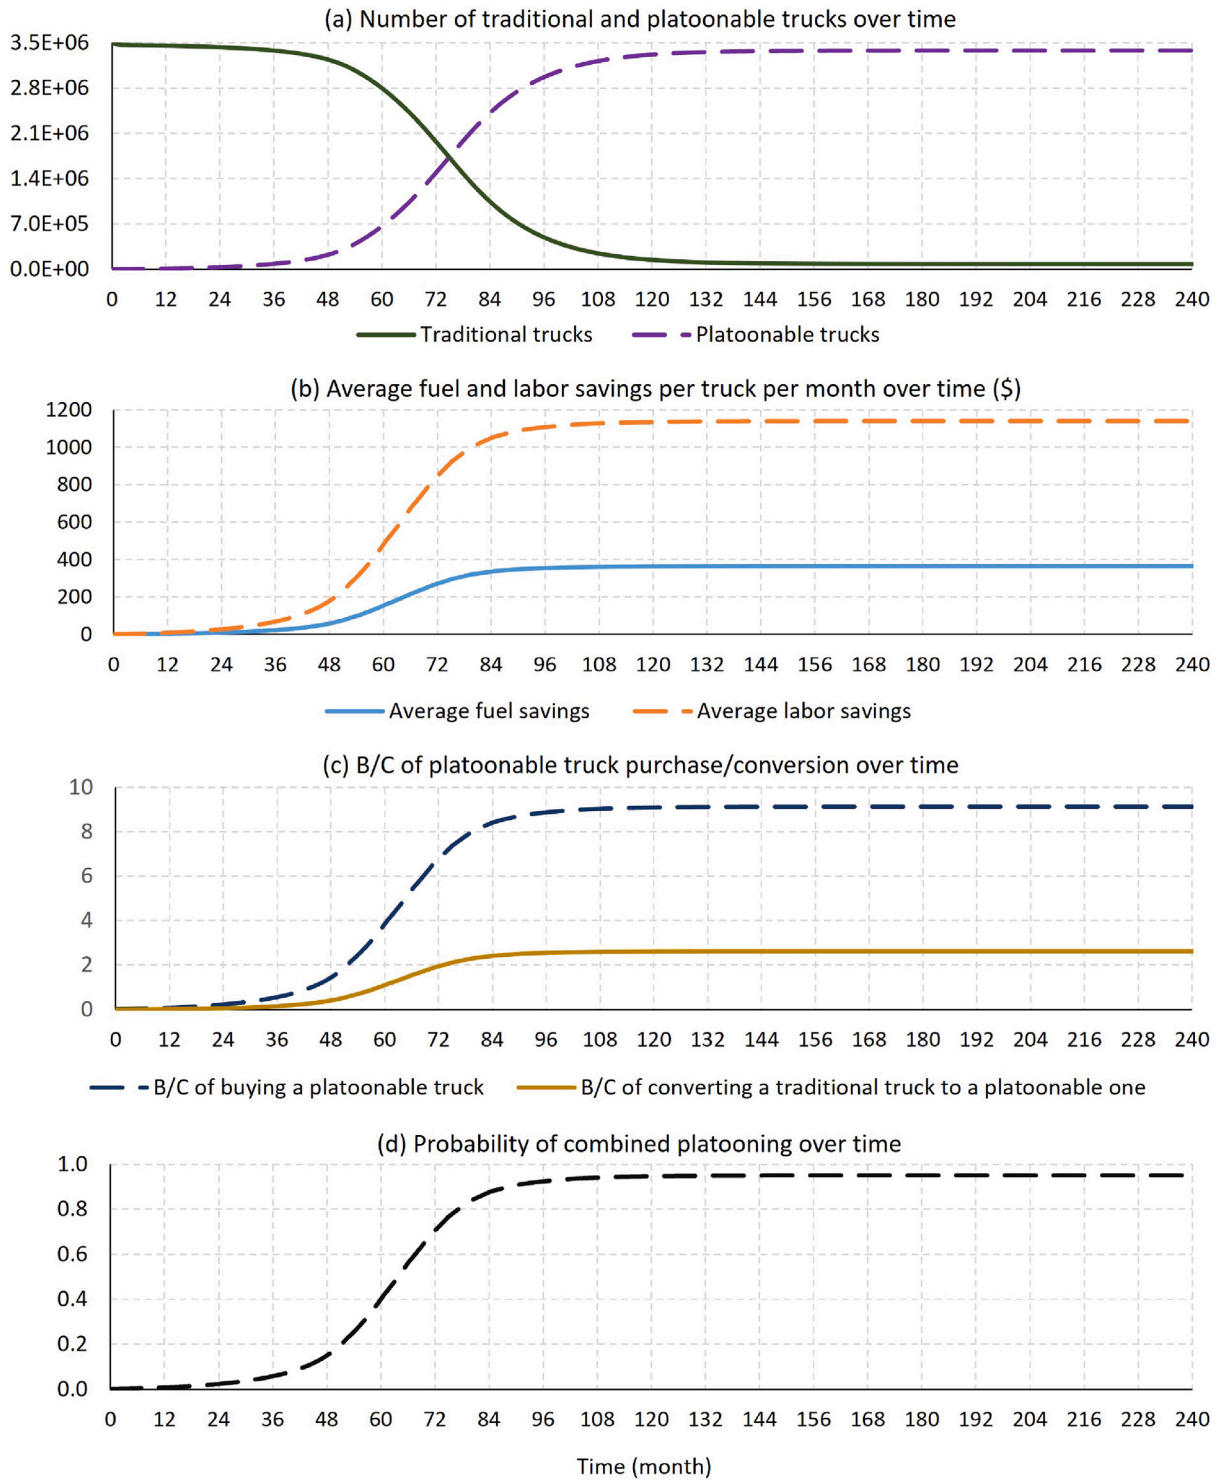 (a) Number of traditional and platoonable trucks over time
3.5E+06
2.8E+06
2.1E+06
1.4E+06
7.0E+05
0.0E+00
0 12 24 36 48 60 72 84 96 108 120 132 144 156 168 180 192 204 216 228 240
Traditional trucks Platoonable trucks
(b) Average fuel and labor savings per truck per month over time ($)
1200
1000
800
600
400
200
0
0 12 24 36 48 60 72 84 96 108 120 132 144 156 168 180 192 204 216 228 240
Average fuel savings Average labor savings
(c) B/C of platoonable truck purchase/conversion over time
10
8
6
4
2
0
0 12 24 36 48 60 72 84 96 108 120 132 144 156 168 180 192 204 216 228 240
B/C of buying a platoonable truck B/C of converting a traditional truck to a platoonable one
(d) Probability of combined platooning over time
1.0
0.8
0.6
0.4
0.2
0.0
0 12 24 36 48 60 72 84 96 108 120 132 144 156 168 180 192 204 216 228 240
Time (month)